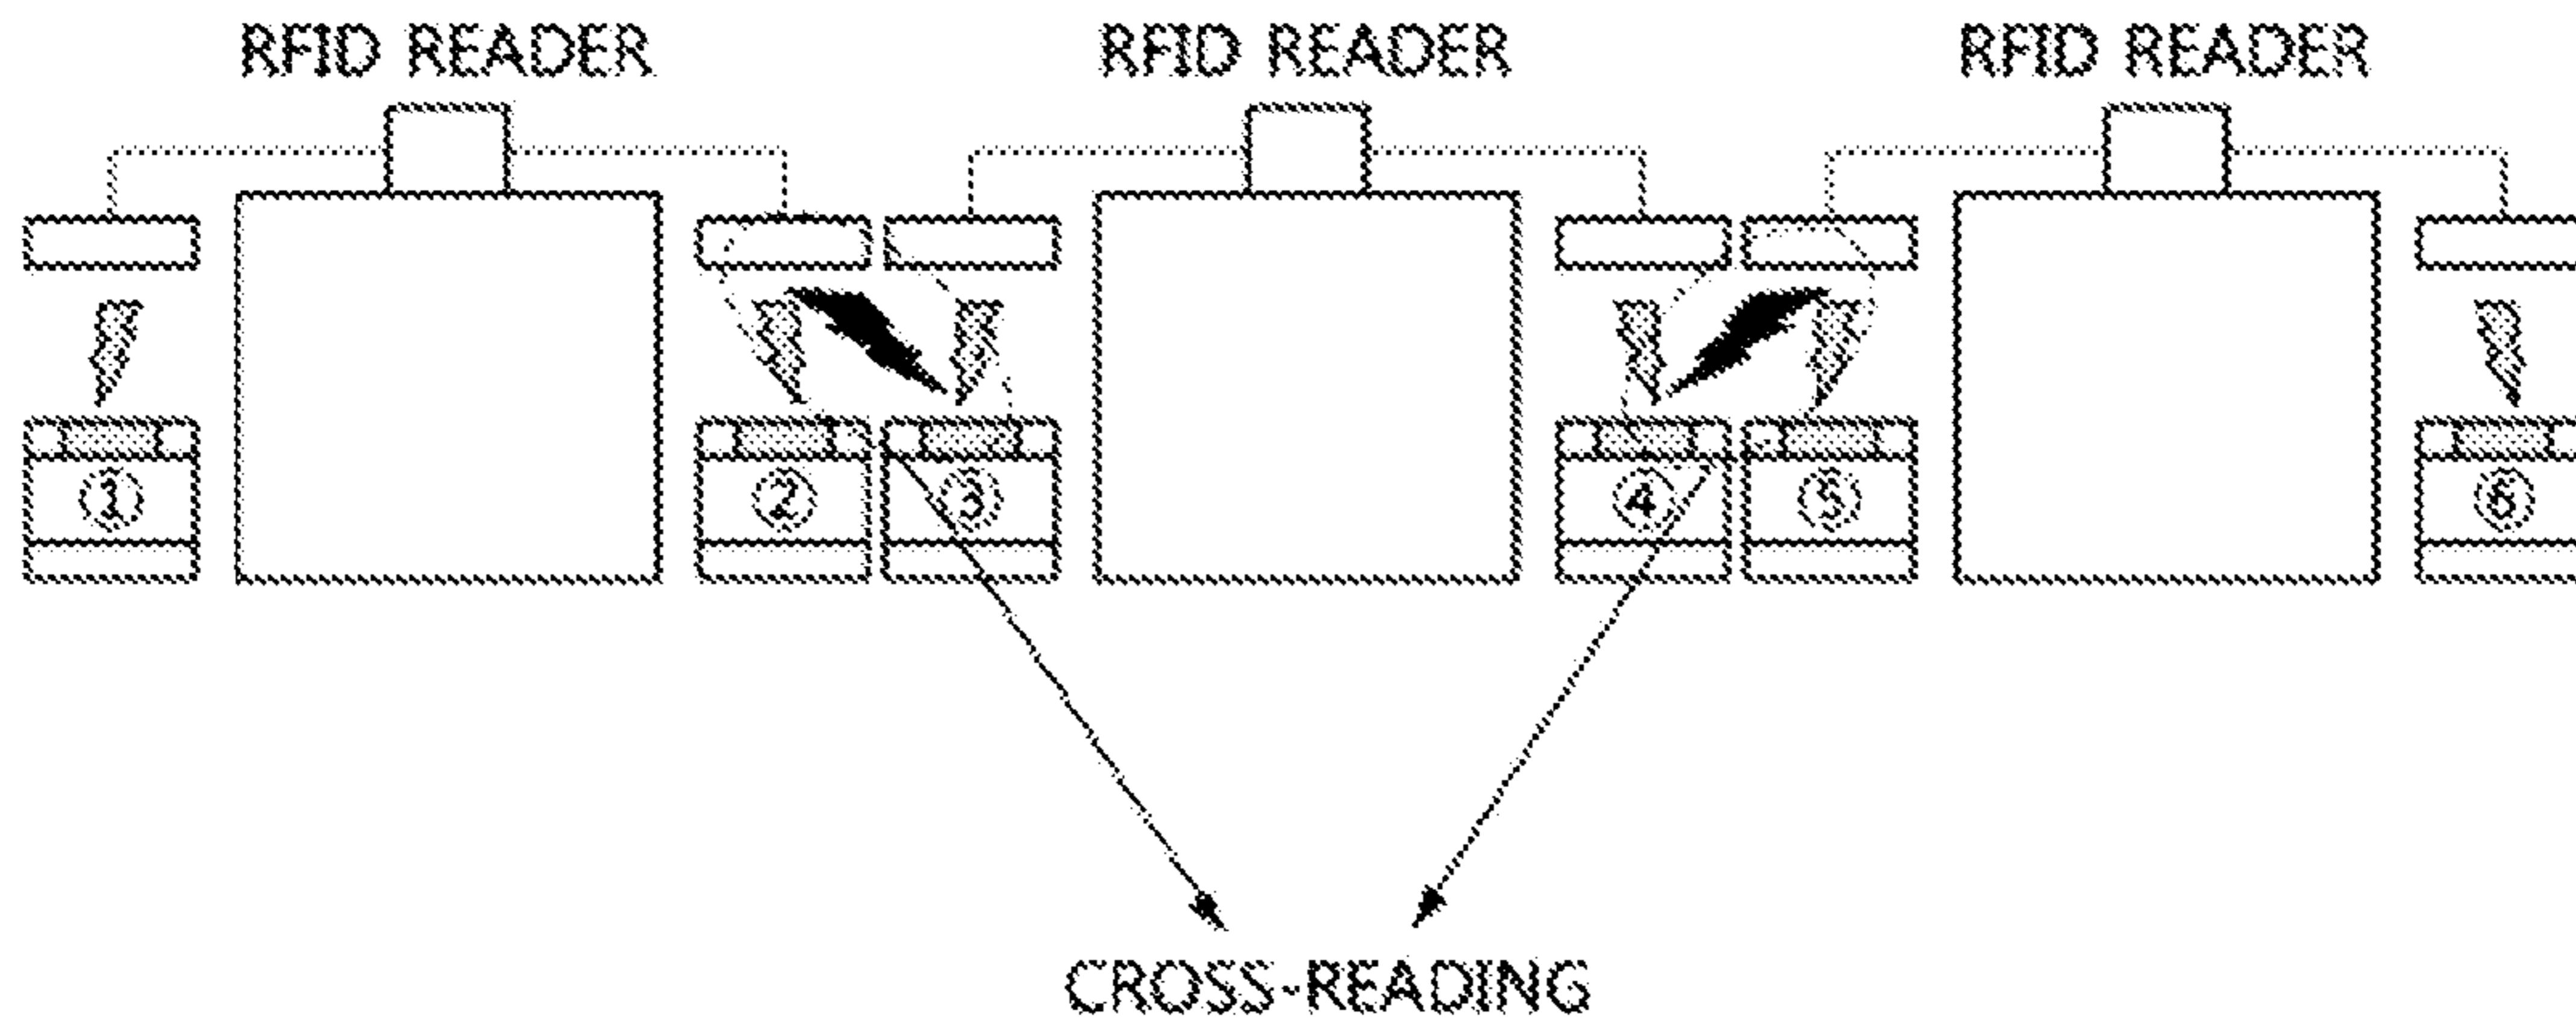 RFID READER RFID READER RFID READER
① ② ③ ④ ⑤ ⑥
CROSS-READING